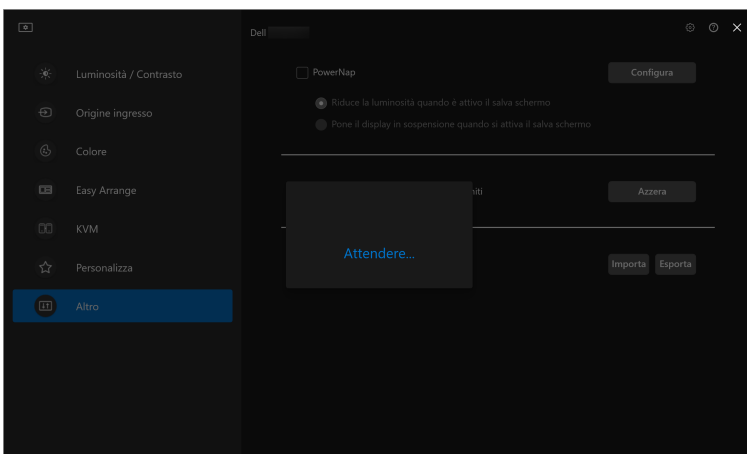 Dell
Luminosità / Contrasto
Origine ingresso
Colore
Easy Arrange
KVM
Personalizza
Altro
PowerNap
Configura
Riduce la luminosità quando è attivo il salva schermo
Pone il display in sospensione quando si attiva il salva schermo
Azzera
Attendere...
Importa Esporta